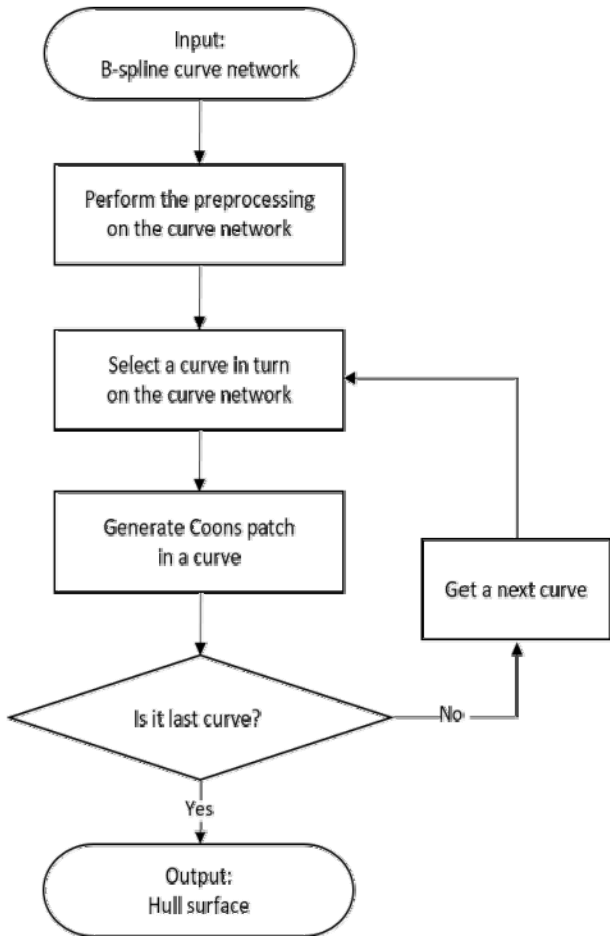 Input:
B-spline curve network
Perform the preprocessing
on the curve network
Select a curve in turn
on the curve network
Generate Coons patch
in a curve
Get a next curve
Is it last curve?
No
Yes
Output:
Hull surface